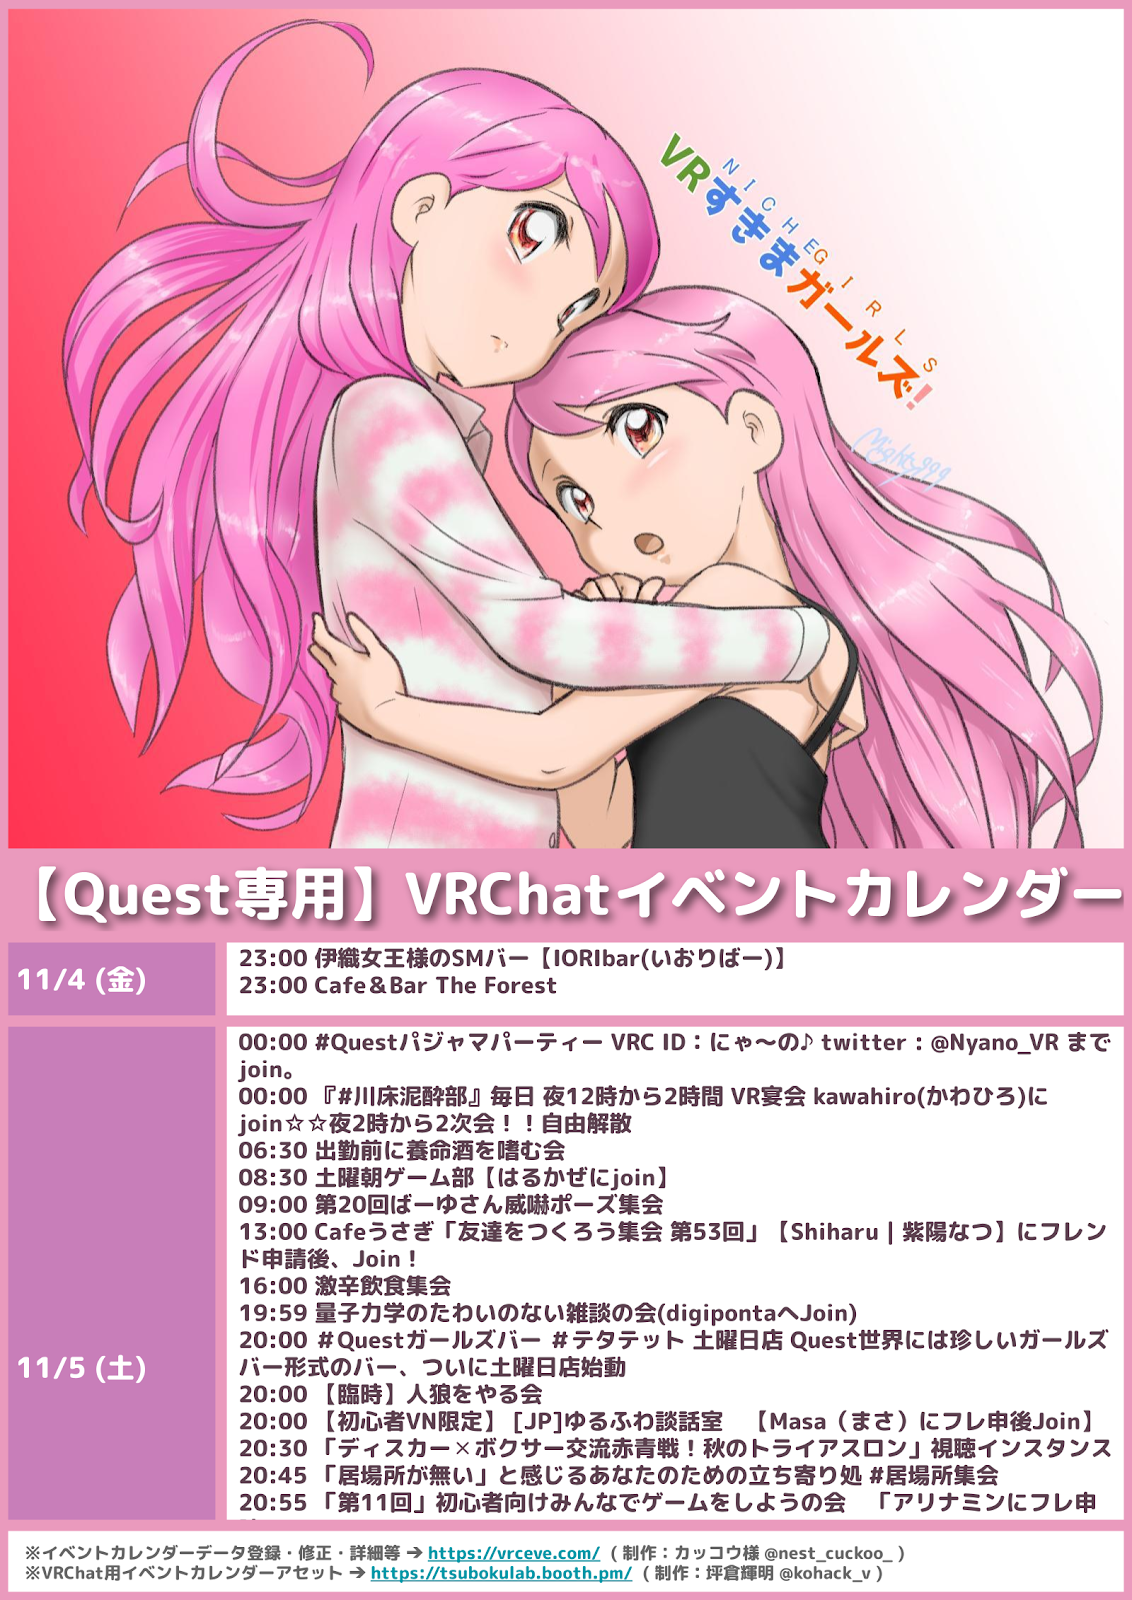 NICHEGIRLS
VRすきまガールズ!
Mighty999
【Quest専用】VRChatイベントカレンダー
11/4 (金)
23:00 伊織女王様のSMバー【IORIbar(いおりばー)】
23:00 Cafe＆Bar The Forest
11/5 (土)
00:00 #Questパジャマパーティー VRC ID：にゃ～の♪ twitter : @Nyano_VR まで
join。
00:00 『#川床泥酔部』毎日 夜12時から2時間 VR宴会 kawahiro(かわひろ)に
join☆☆夜2時から2次会！！自由解散
06:30 出勤前に養命酒を嗜む会
08:30 土曜朝ゲーム部【はるかぜにjoin】
09:00 第20回ばーゆさん威嚇ポーズ集会
13:00 Cafeうさぎ「友達をつくろう集会 第53回」【Shiharu | 紫陽なつ】にフレン
ド申請後、Join！
16:00 激辛飲食集会
19:59 量子力学のたわいのない雑談の会(digipontaへJoin)
20:00 ＃Questガールズバー ＃テタテット 土曜日店 Quest世界には珍しいガールズ
バー形式のバー、ついに土曜日店始動
20:00 【臨時】人狼をやる会
20:00 【初心者VN限定】 [JP]ゆるふわ談話室　【Masa（まさ）にフレ申後Join】
20:30 「ディスカー×ボクサー交流赤青戦！秋のトライアスロン」視聴インスタンス
20:45 「居場所が無い」と感じるあなたのための立ち寄り処 #居場所集会
20:55 「第11回」初心者向けみんなでゲームをしようの会　「アリナミンにフレ申
※イベントカレンダーデータ登録・修正・詳細等 ➔ https://vrceve.com/ （ 制作：カッコウ様 @nest_cuckoo_ ）
※VRChat用イベントカレンダーアセット ➔ https://tsubokulab.booth.pm/ （ 制作：坪倉輝明 @kohack_v ）